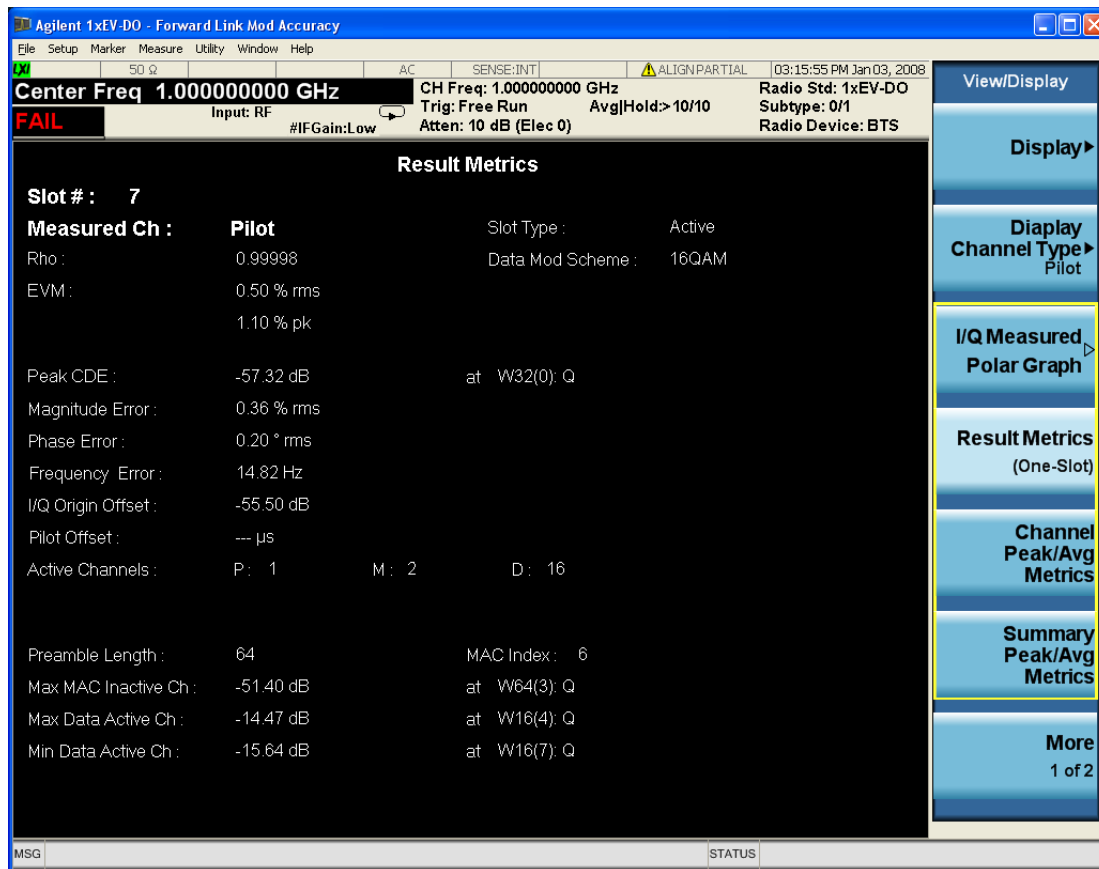 Agilent 1xEV-DO - Forward Link Mod Accuracy
File Setup Marker Measure Utility Window Help
LXI 50 Ω AC SENSE:INT ALIGN PARTIAL 03:15:55 PM Jan 03, 2008
Center Freq 1.000000000 GHz
CH Freq: 1.000000000 GHz
Radio Std: 1xEV-DO
FAIL
Input: RF
Trig: Free Run
Avg|Hold:>10/10
Subtype: 0/1
#IFGain:Low
Atten: 10 dB (Elec 0)
Radio Device: BTS
Result Metrics
Slot # : 7
Measured Ch : Pilot
Slot Type : Active
Rho : 0.99998
Data Mod Scheme : 16QAM
EVM : 0.50 % rms
1.10 % pk
Peak CDE : -57.32 dB at W32(0): Q
Magnitude Error : 0.36 % rms
Phase Error : 0.20 ° rms
Frequency Error : 14.82 Hz
I/Q Origin Offset : -55.50 dB
Pilot Offset : --- µs
Active Channels : P : 1 M : 2 D : 16
Preamble Length : 64 MAC Index : 6
Max MAC Inactive Ch : -51.40 dB at W64(3): Q
Max Data Active Ch : -14.47 dB at W16(4): Q
Min Data Active Ch : -15.64 dB at W16(7): Q
View/Display
Display
Diaplay
Channel Type
Pilot
I/Q Measured
Polar Graph
Result Metrics
(One-Slot)
Channel
Peak/Avg
Metrics
Summary
Peak/Avg
Metrics
More
1 of 2
MSG
STATUS